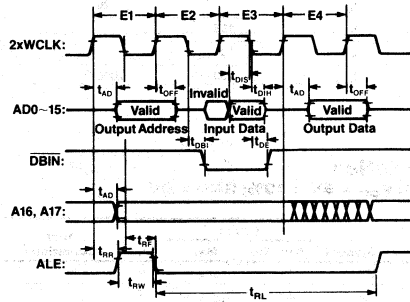 E1 E2 E3 E4
2xWCLK:
tAD tOFF tDIS tDIH tAD tOFF
Invalid
AD0~15: Valid Valid Valid
Output Address Input Data Output Data
DBIN: tDBI tDE
tAD
A16, A17:
tRR tRF
ALE:
tRW tRL